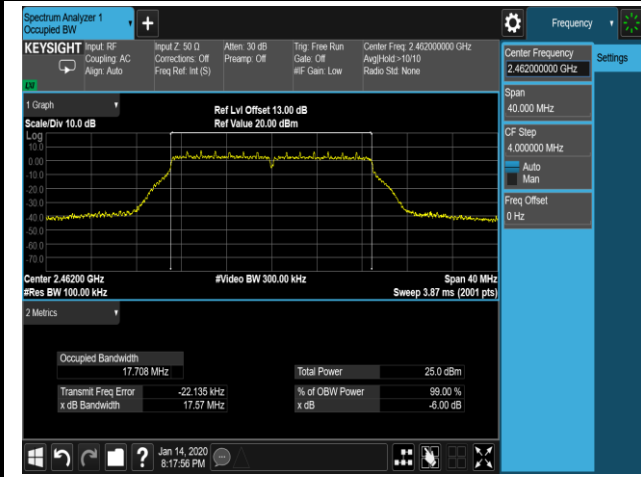 Spectrum Analyzer 1
Occupied BW
Frequency
KEYSIGHT
Input: RF
Coupling: AC
Align: Auto
Input Z: 50 Ω
Corrections: Off
Freq Ref: Int (S)
Atten: 30 dB
Preamp: Off
Trig: Free Run
Gate: Off
#IF Gain: Low
Center Freq: 2.462000000 GHz
Avg|Hold:>10/10
Radio Std: None
Center Frequency
2.462000000 GHz
Settings
Span
40.000 MHz
CF Step
4.000000 MHz
Auto
Man
Freq Offset
0 Hz
1 Graph
Scale/Div 10.0 dB
Ref Lvl Offset 13.00 dB
Ref Value 20.00 dBm
Log
10.0
0.00
-10.0
-20.0
-30.0
-40.0
-50.0
-60.0
-70.0
Center 2.46200 GHz
#Res BW 100.00 kHz
#Video BW 300.00 kHz
Span 40 MHz
Sweep 3.87 ms (2001 pts)
2 Metrics
Occupied Bandwidth
17.708 MHz
Transmit Freq Error -22.135 kHz
x dB Bandwidth 17.57 MHz
Total Power 25.0 dBm
% of OBW Power 99.00 %
x dB -6.00 dB
?
Jan 14, 2020
8:17:56 PM